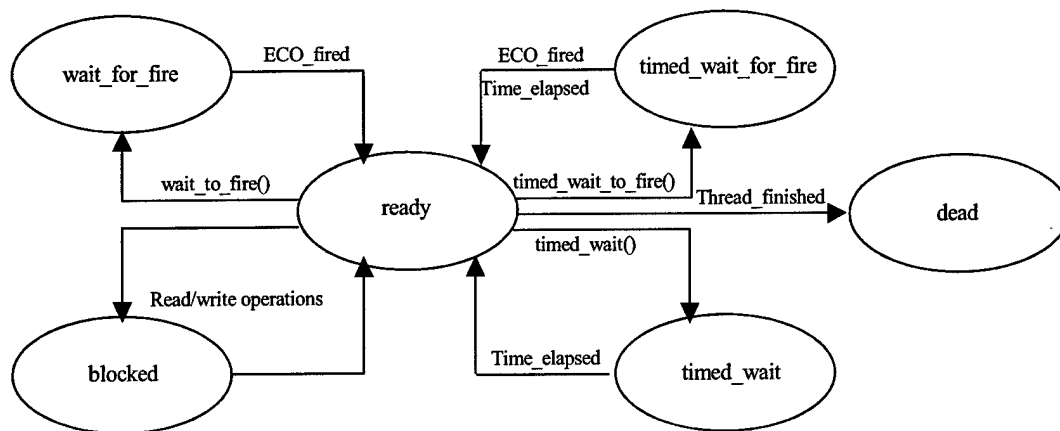 ECO_fired
ECO_fired
wait_for_fire
timed_wait_for_fire
Time_elapsed
wait_to_fire()
timed_wait_to_fire()
Thread_finished
ready
dead
timed_wait()
Read/write operations
Time_elapsed
blocked
timed_wait